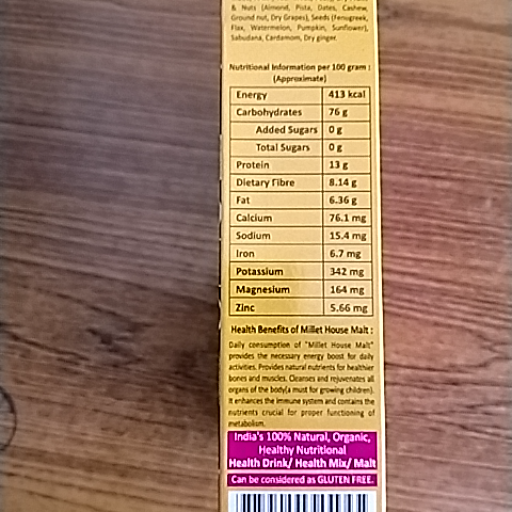 & Nuts (Almond, Pista, Dates, Cashew,
Ground nut, Dry Grapes), Seeds (Fenugreek,
Flax, Watermelon, Pumpkin, Sunflower),
Sabudana, Cardamom, Dry ginger.
Nutritional Information per 100 gram :
(Approximate)
Energy 413 kcal
Carbohydrates 76 g
Added Sugars 0 g
Total Sugars 0 g
Protein 13 g
Dietary Fibre 8.14 g
Fat 6.36 g
Calcium 76.1 mg
Sodium 15.4 mg
Iron 6.7 mg
Potassium 342 mg
Magnesium 164 mg
Zinc 5.66 mg
Health Benefits of Millet House Malt :
Daily consumption of "Millet House Malt"
provides the necessary energy boost for daily
activities. Provides natural nutrients for healthier
bones and muscles. Cleanses and rejuvenates all
organs of the body(a must for growing children).
It enhances the immune system and contains the
nutrients crucial for proper functioning of
metabolism.
India's 100% Natural, Organic,
Healthy Nutritional
Health Drink/ Health Mix/ Malt
Can be considered as GLUTEN FREE.